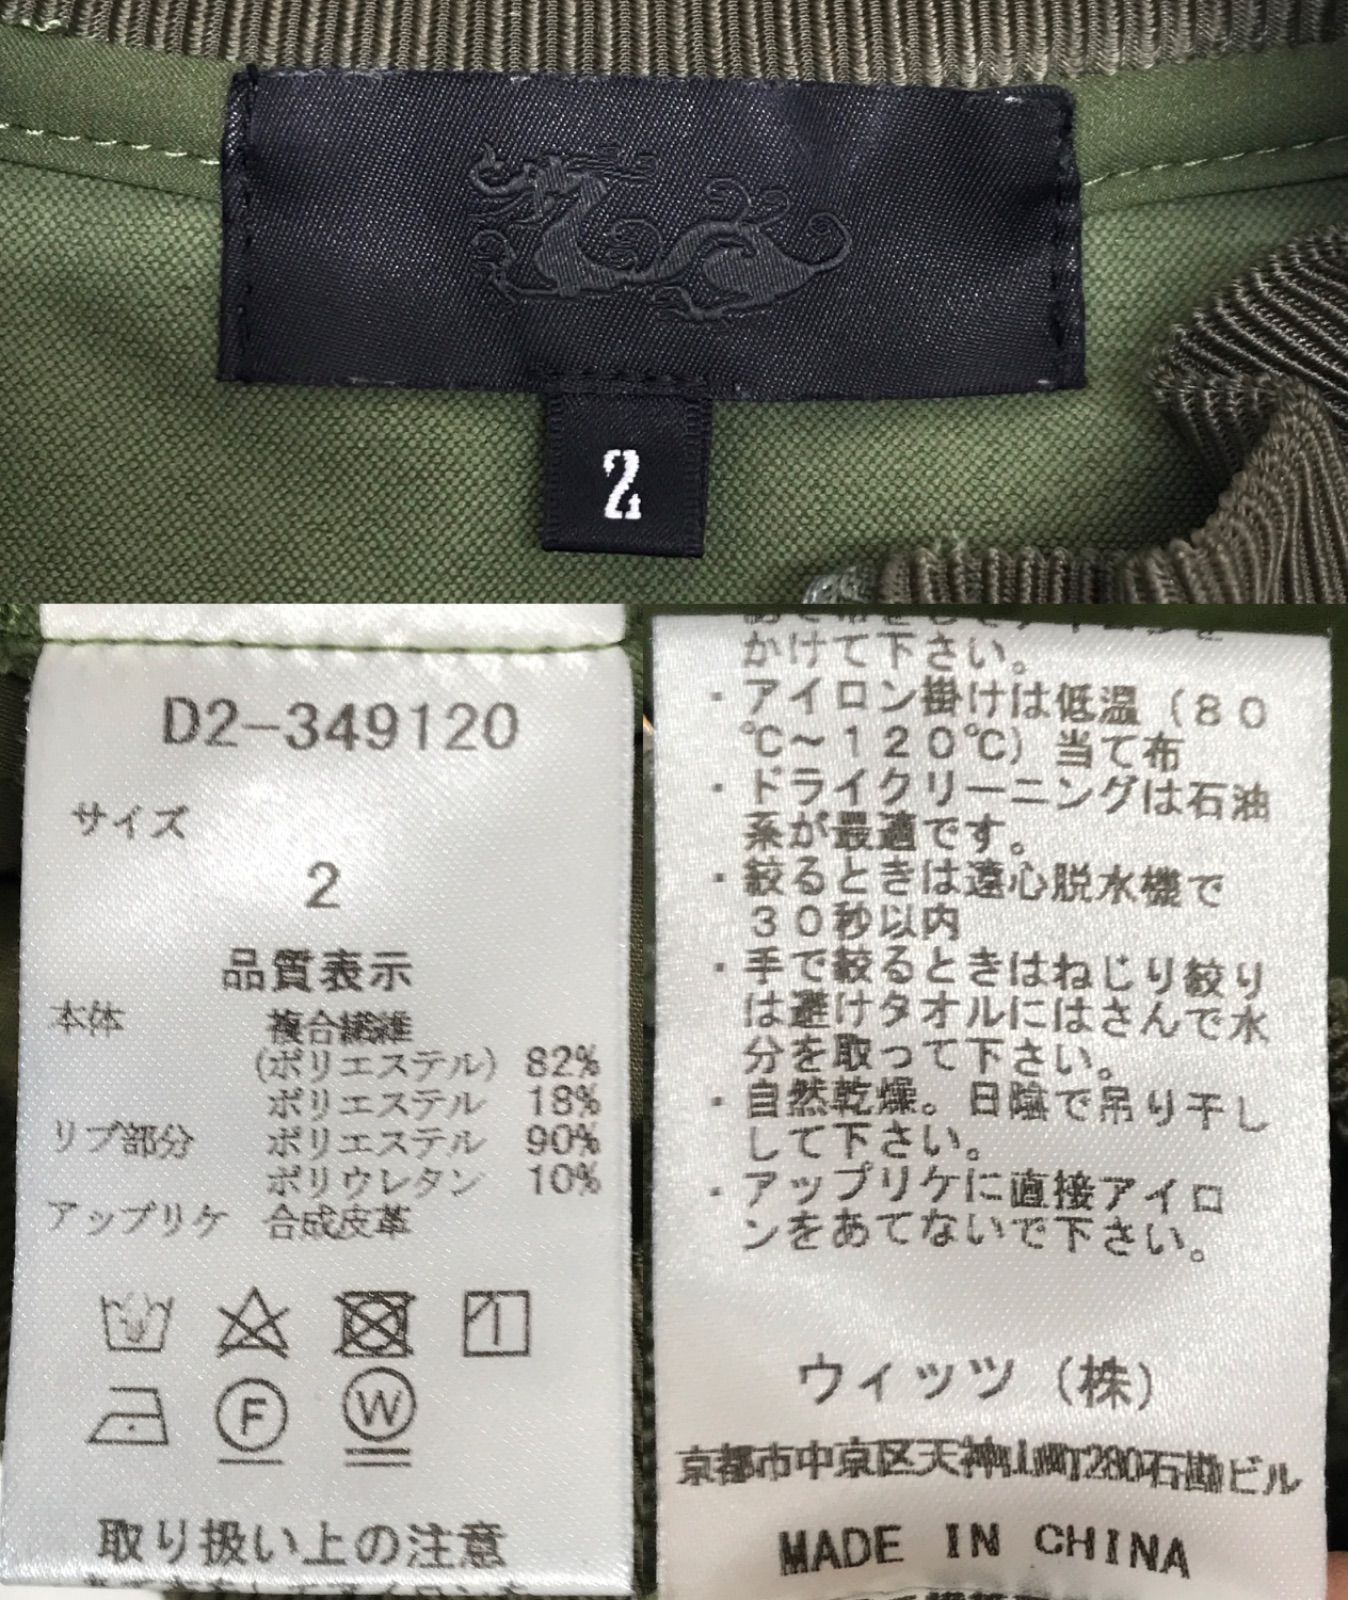 2
D2-349120
サイズ
2
品質表示
本体 複合繊維
(ポリエステル) 82%
ポリエステル 18%
リブ部分 ポリエステル 90%
ポリウレタン 10%
アップリケ 合成皮革
F W
取り扱い上の注意
かけて下さい。
・アイロン掛けは低温(80
℃～120℃)当て布
・ドライクリーニングは石油
系が最適です。
・絞るときは遠心脱水機で
30秒以内
・手で絞るときはねじり絞り
は避けタオルにはさんで水
分を取って下さい。
・自然乾燥。日陰で吊り干し
して下さい。
・アップリケに直接アイロ
ンをあてないで下さい。
ウィッツ(株)
京都市中京区天神山町280石勘ビル
MADE IN CHINA